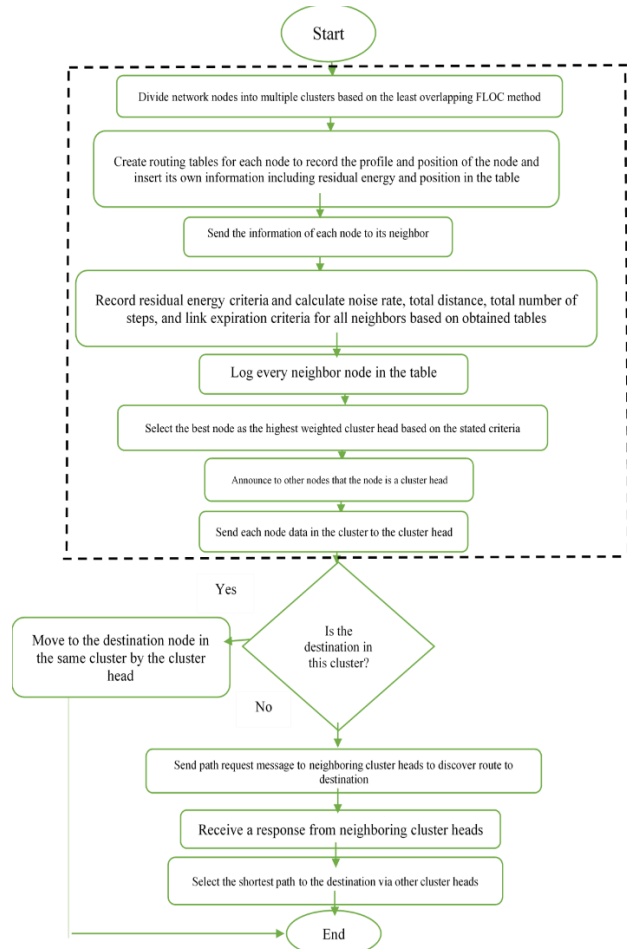 Start
Divide network nodes into multiple clusters based on the least overlapping FLOC method
Create routing tables for each node to record the profile and position of the node and
insert its own information including residual energy and position in the table
Send the information of each node to its neighbor
Record residual energy criteria and calculate noise rate, total distance, total number of
steps, and link expiration criteria for all neighbors based on obtained tables
Log every neighbor node in the table
Select the best node as the highest weighted cluster head based on the stated criteria
Announce to other nodes that the node is a cluster head
Send each node data in the cluster to the cluster head
Yes
Is the
destination in
this cluster?
Move to the destination node in
the same cluster by the cluster
head
No
Send path request message to neighboring cluster heads to discover route to
destination
Receive a response from neighboring cluster heads
Select the shortest path to the destination via other cluster heads
End